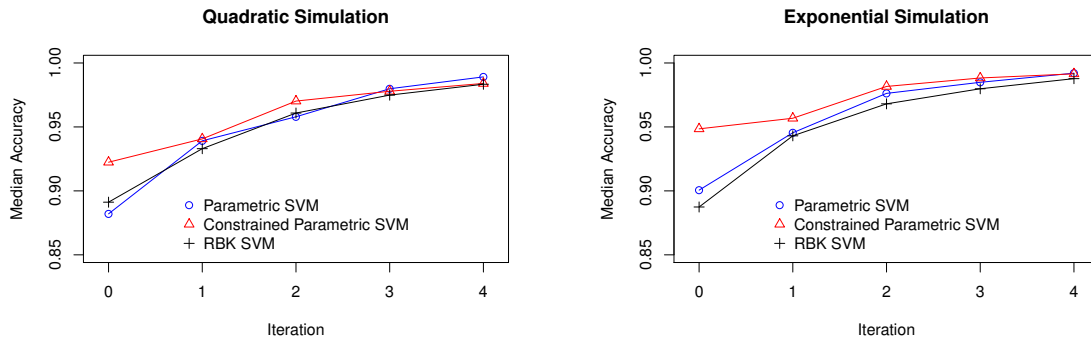 Quadratic Simulation
Median Accuracy
1.00
0.95
0.90
0.85
Parametric SVM
Constrained Parametric SVM
RBK SVM
0 1 2 3 4
Iteration
Exponential Simulation
Median Accuracy
1.00
0.95
0.90
0.85
Parametric SVM
Constrained Parametric SVM
RBK SVM
0 1 2 3 4
Iteration